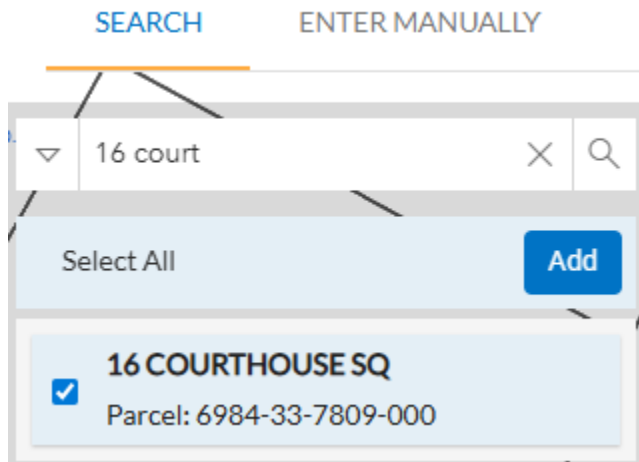 SEARCH ENTER MANUALLY
16 court
Select All Add
16 COURTHOUSE SQ
Parcel: 6984-33-7809-000